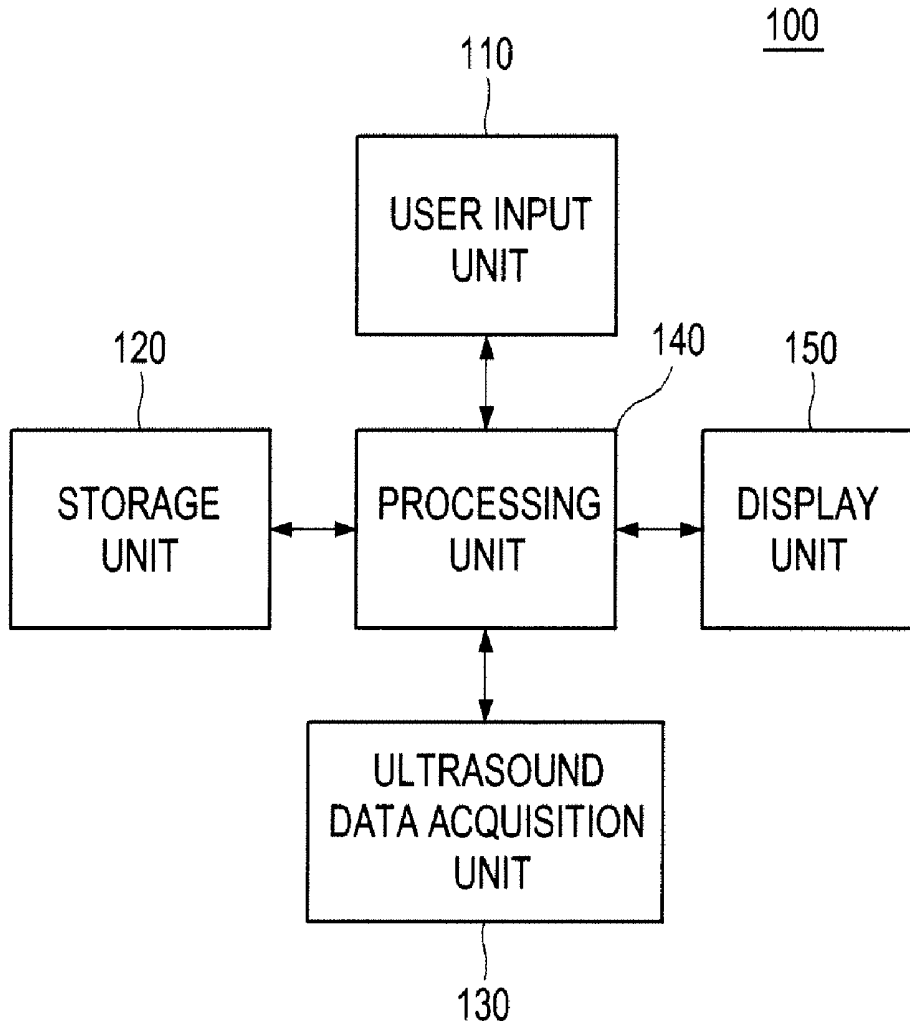 100
110
USER INPUT
UNIT
120
140
150
STORAGE
UNIT
PROCESSING
UNIT
DISPLAY
UNIT
ULTRASOUND
DATA ACQUISITION
UNIT
130